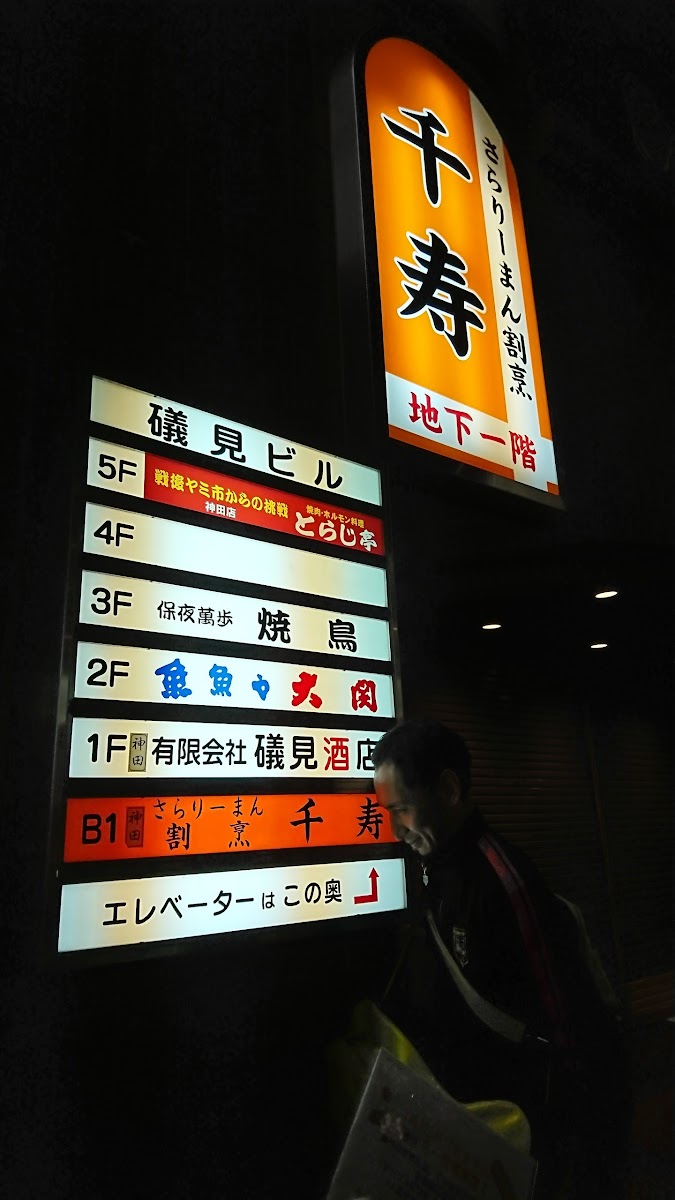 千寿
さらりーまん割烹
地下一階
礒見ビル
5F 戦後ヤミ市からの挑戦 神田店 焼肉・ホルモン料理 とらじ亭
4F
3F 保夜萬歩 焼鳥
2F 魚魚や大関
1F 神田 有限会社 礒見酒店
B1 神田 さらりーまん割烹 千寿
エレベーターはこの奥